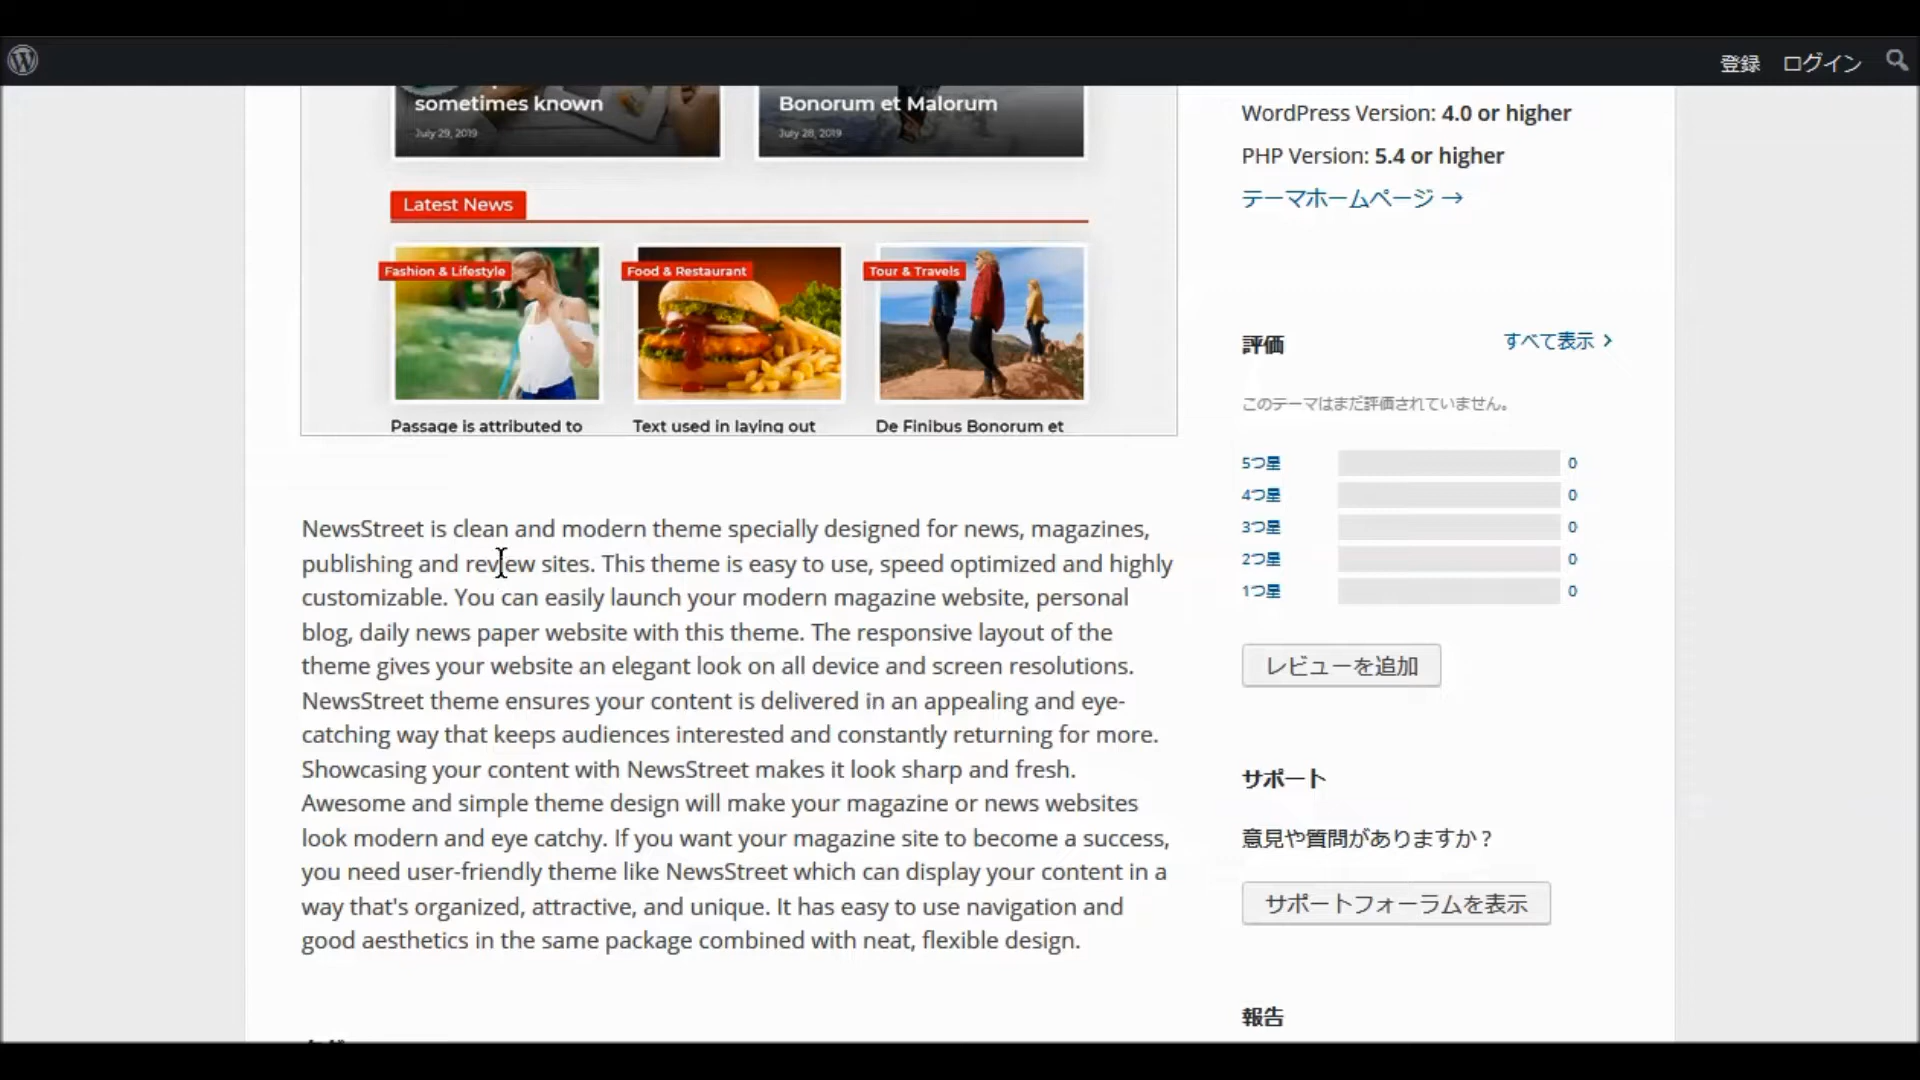 登録 ログイン
sometimes known
July 29, 2019
Bonorum et Malorum
July 28, 2019
Latest News
Fashion & Lifestyle
Food & Restaurant
Tour & Travels
Passage is attributed to
Text used in laying out
De Finibus Bonorum et
NewsStreet is clean and modern theme specially designed for news, magazines,
publishing and review sites. This theme is easy to use, speed optimized and highly
customizable. You can easily launch your modern magazine website, personal
blog, daily news paper website with this theme. The responsive layout of the
theme gives your website an elegant look on all device and screen resolutions.
NewsStreet theme ensures your content is delivered in an appealing and eye-
catching way that keeps audiences interested and constantly returning for more.
Showcasing your content with NewsStreet makes it look sharp and fresh.
Awesome and simple theme design will make your magazine or news websites
look modern and eye catchy. If you want your magazine site to become a success,
you need user-friendly theme like NewsStreet which can display your content in a
way that's organized, attractive, and unique. It has easy to use navigation and
good aesthetics in the same package combined with neat, flexible design.
WordPress Version: 4.0 or higher
PHP Version: 5.4 or higher
テーマホームページ →
評価
すべて表示 >
このテーマはまだ評価されていません。
5つ星 0
4つ星 0
3つ星 0
2つ星 0
1つ星 0
レビューを追加
サポート
意見や質問がありますか？
サポートフォーラムを表示
報告